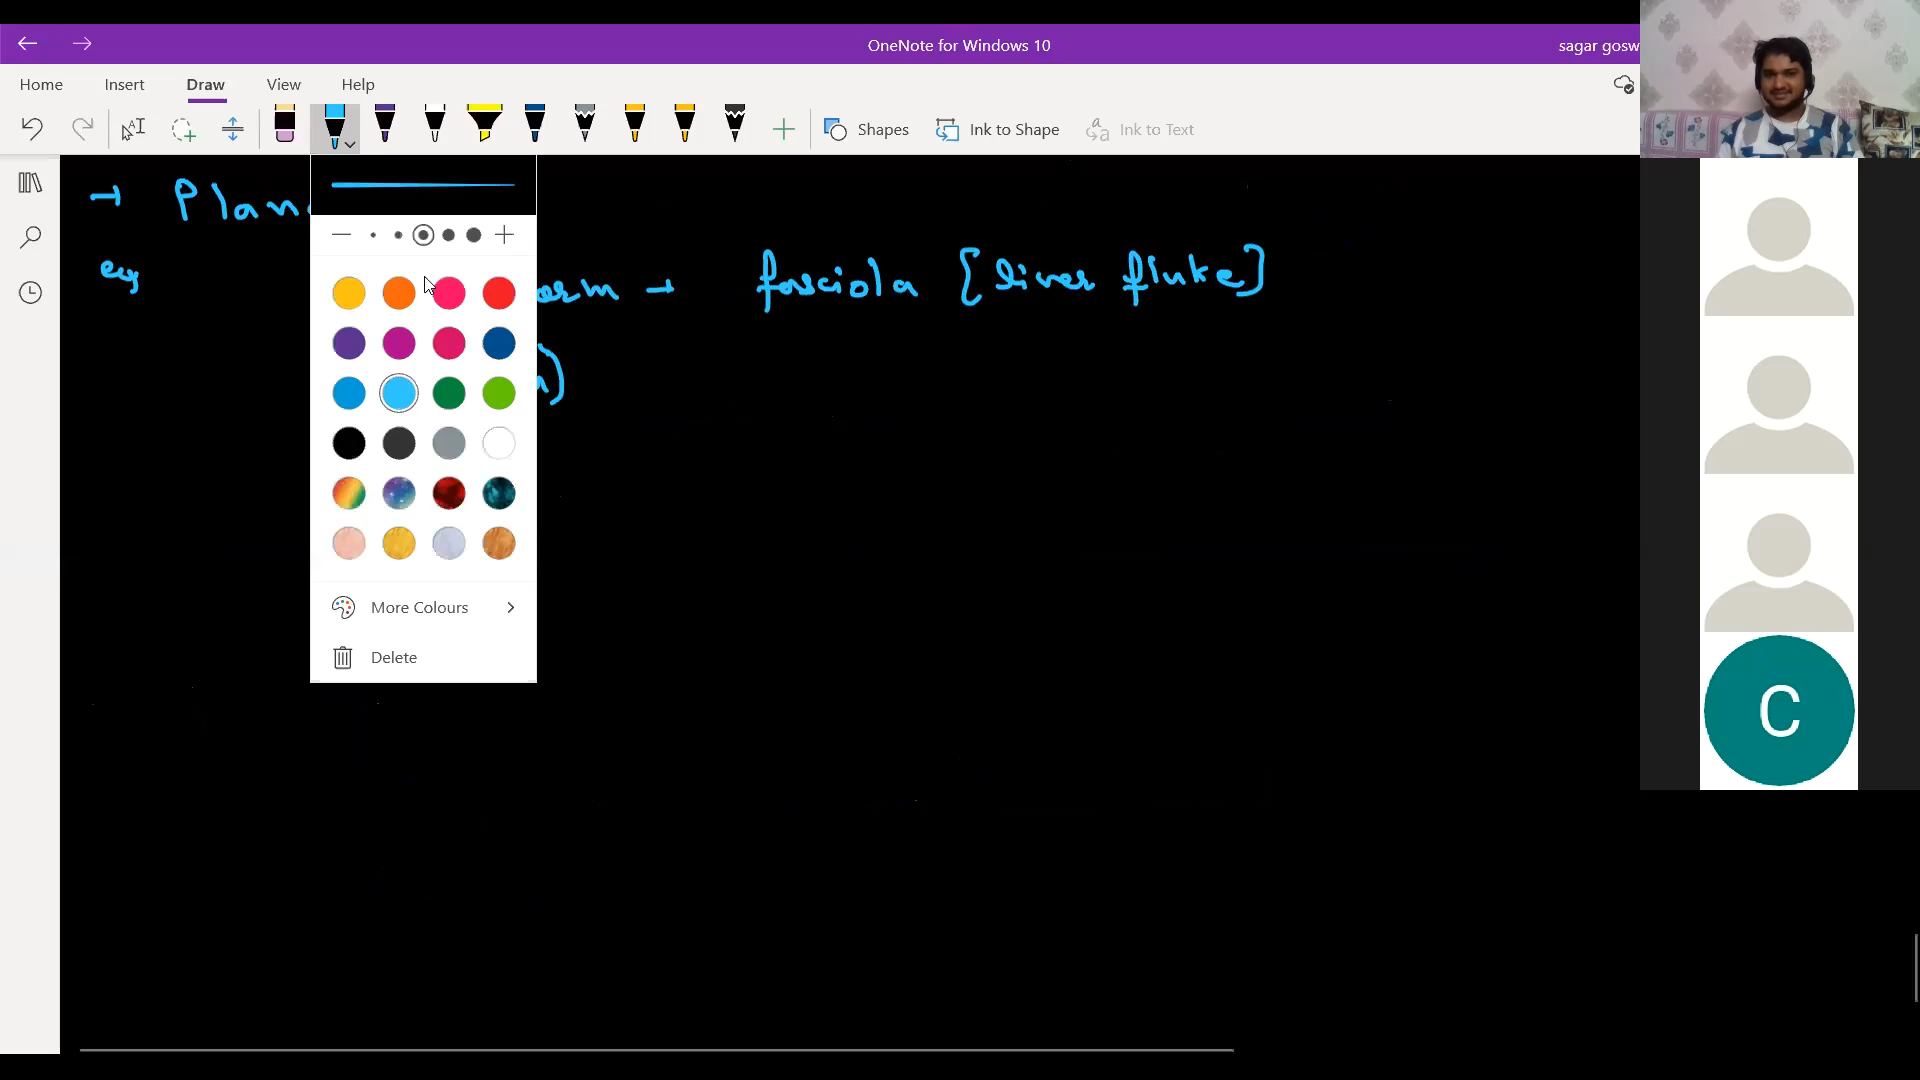 OneNote for Windows 10
sagar gosw
Home Insert Draw View Help
Shapes Ink to Shape Ink to Text
→ Plan
eg orm → fasciola [liver fluke]
)
More Colours
Delete
C